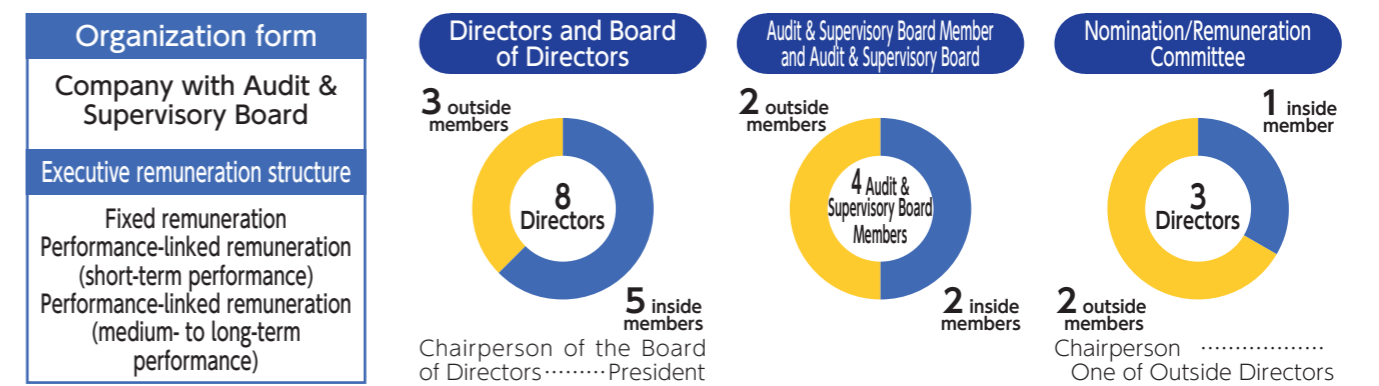 Organization form
Company with Audit &
Supervisory Board
Executive remuneration structure
Fixed remuneration
Performance-linked remuneration
(short-term performance)
Performance-linked remuneration
(medium- to long-term
performance)
Directors and Board
of Directors
3 outside
members
8
Directors
5 inside
members
Chairperson of the Board
of Directors………President
Audit & Supervisory Board Member
and Audit & Supervisory Board
2 outside
members
4 Audit &
Supervisory Board
Members
2 inside
members
Nomination/Remuneration
Committee
1 inside
member
3
Directors
2 outside
members
Chairperson ………………
One of Outside Directors